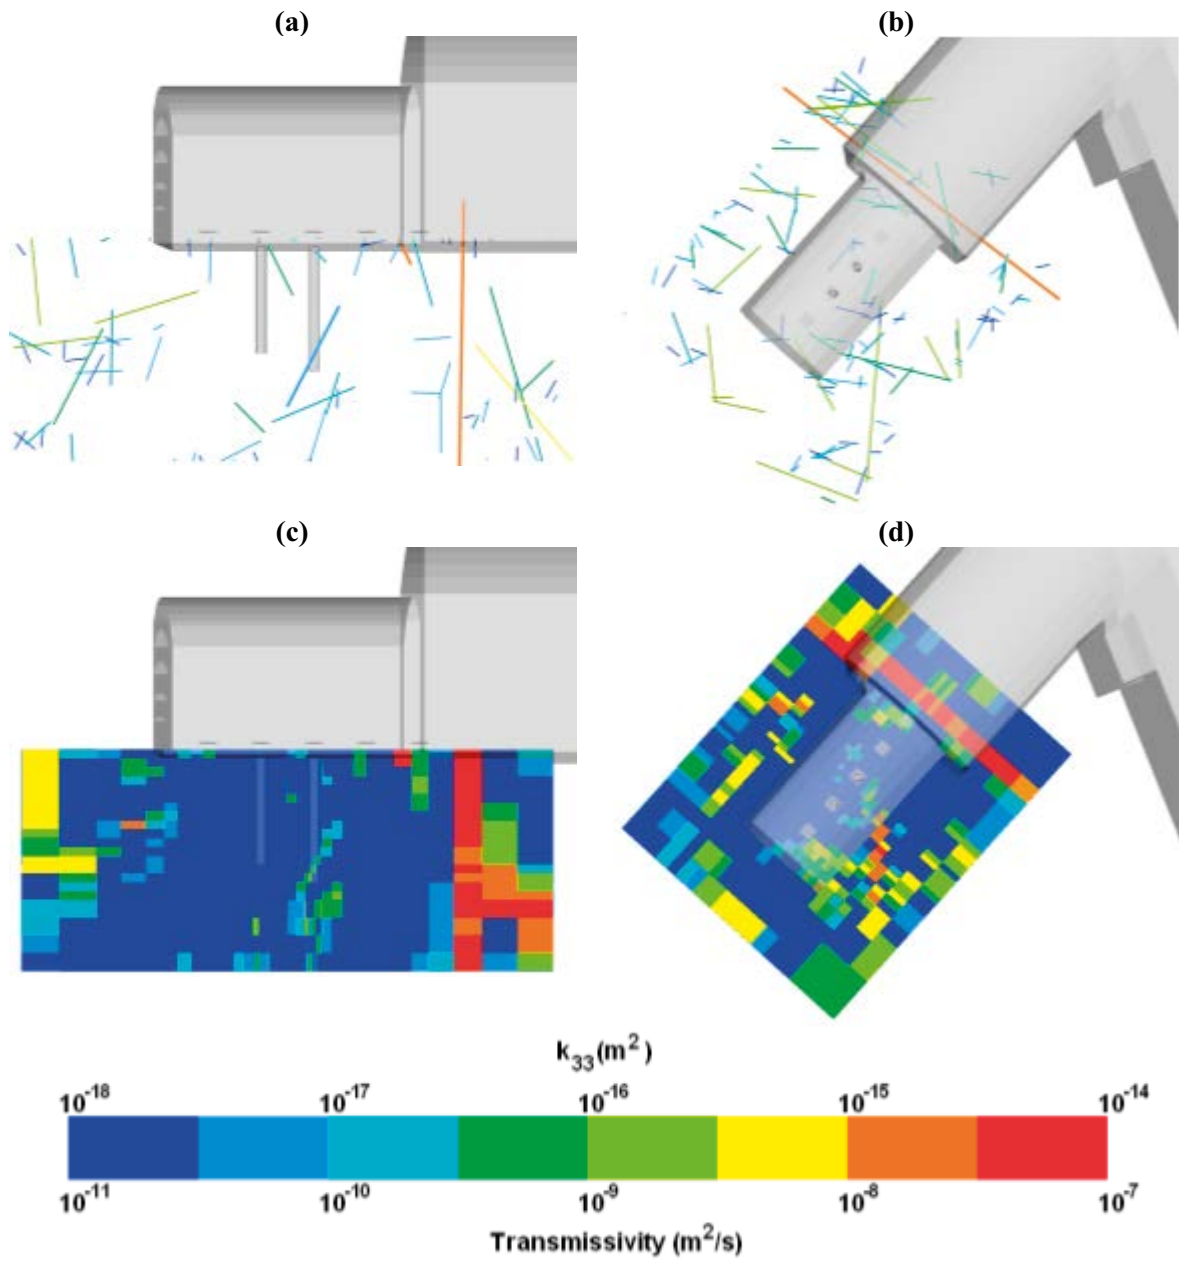 (a) (b)
(c) (d)
k₃₃(m²)
10⁻¹⁸ 10⁻¹⁷ 10⁻¹⁶ 10⁻¹⁵ 10⁻¹⁴
10⁻¹¹ 10⁻¹⁰ 10⁻⁹ 10⁻⁸ 10⁻⁷
Transmissivity (m²/s)